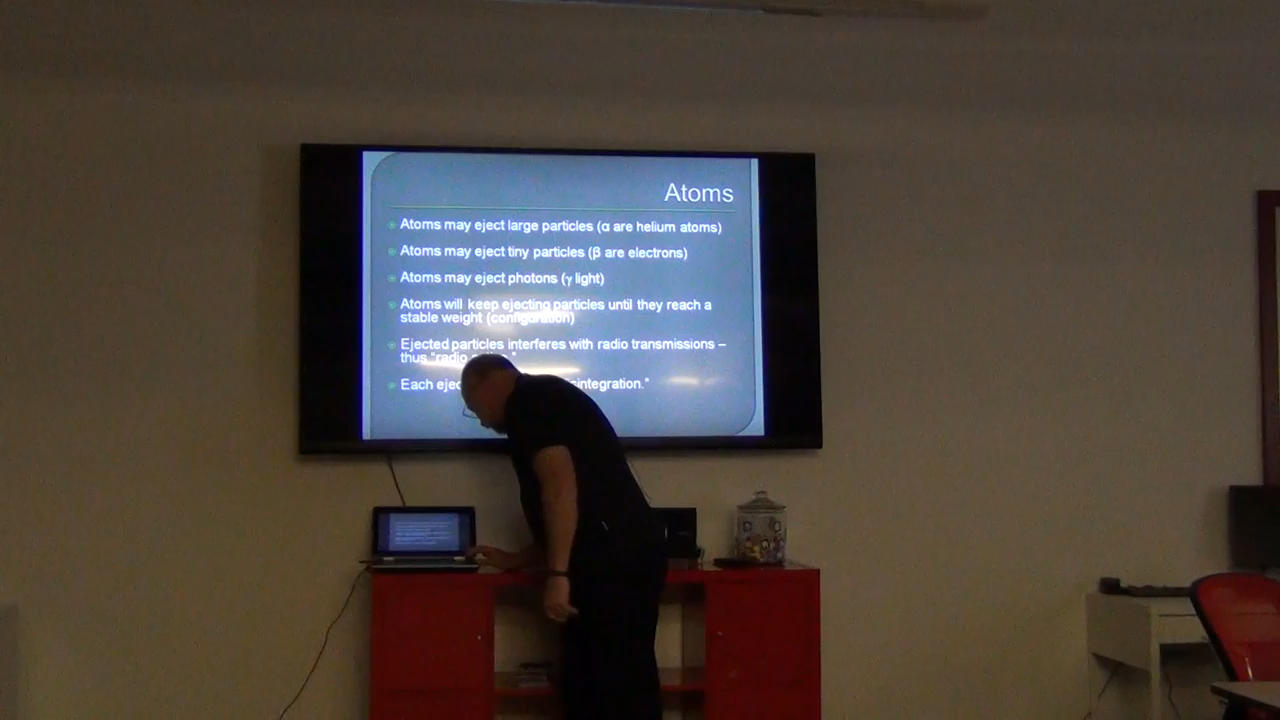 Atoms
Atoms may eject large particles (α are helium atoms)
Atoms may eject tiny particles (β are electrons)
Atoms may eject photons (γ light)
Atoms will keep ejecting particles until they reach a
stable weight (configuration)
Ejected particles interferes with radio transmissions –
thus "radio
Each